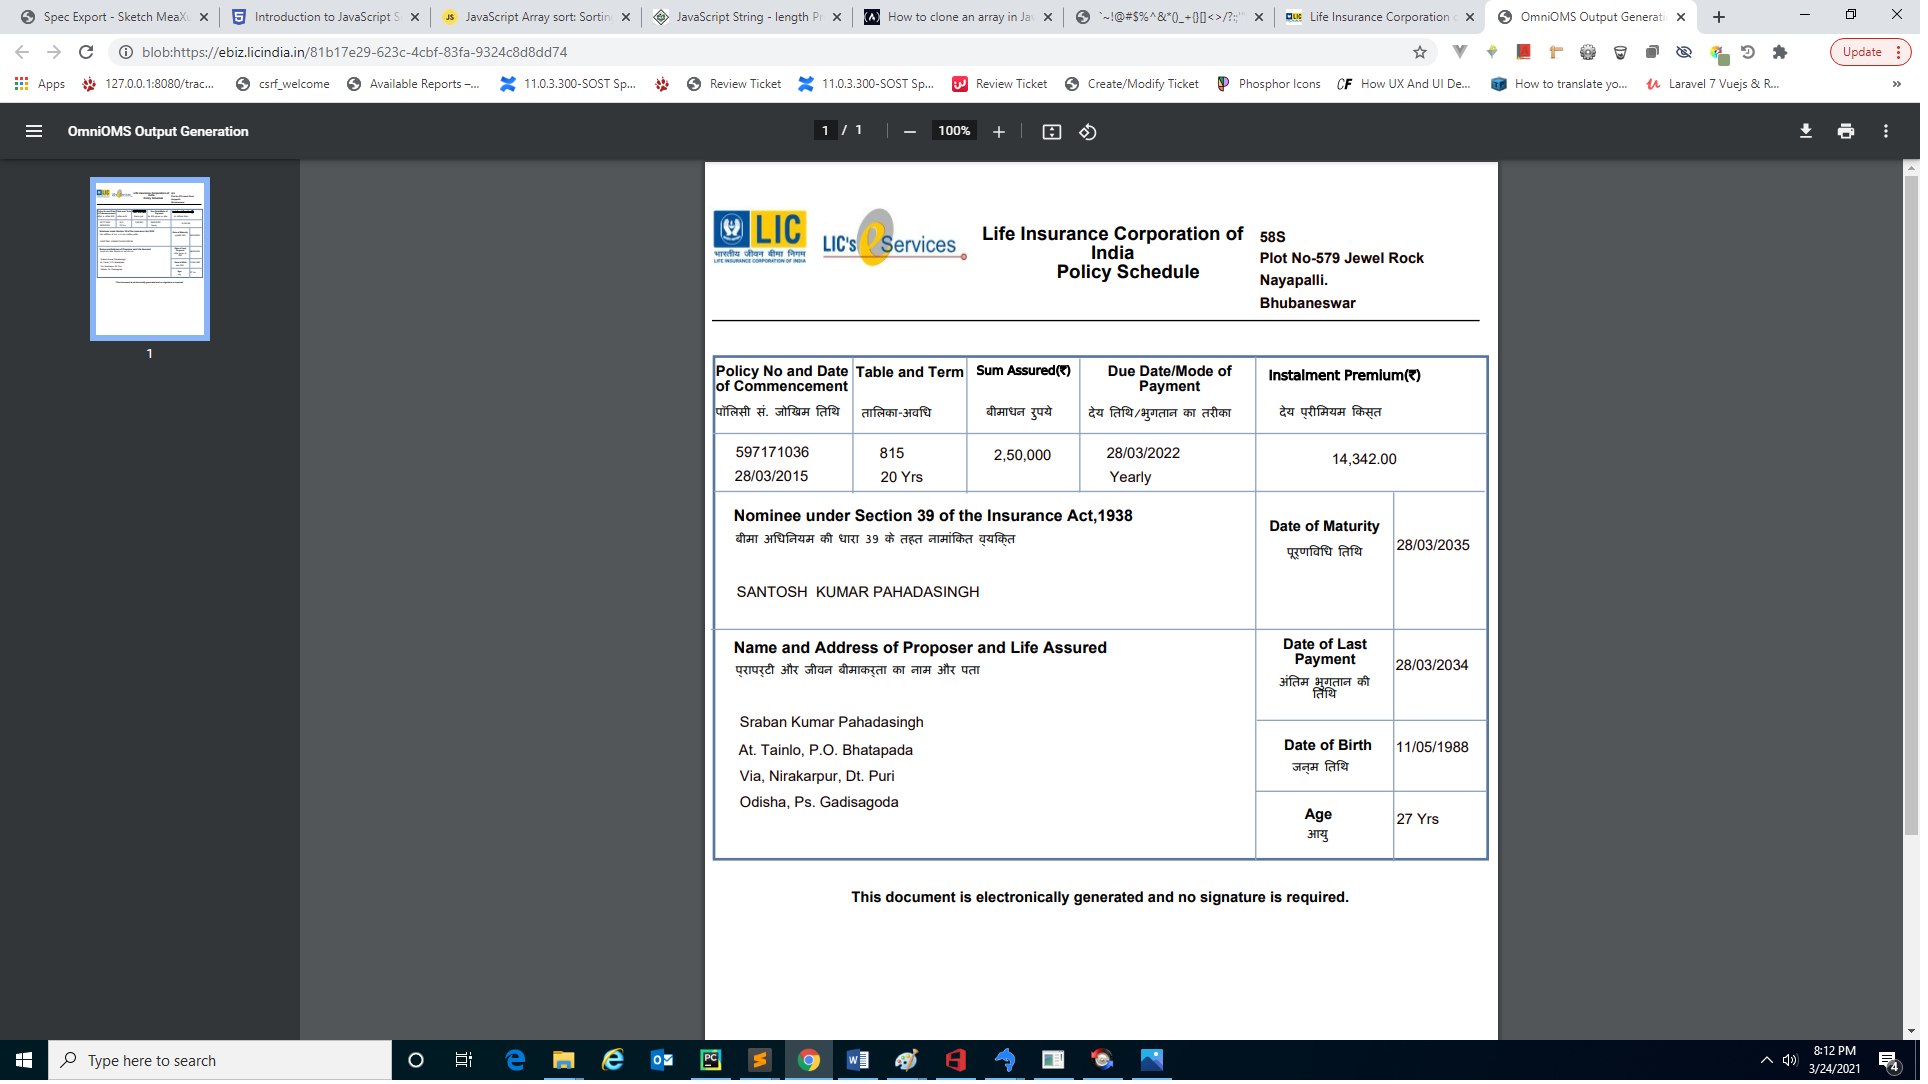 Spec Export - Sketch MeaXu
Introduction to JavaScript S
JavaScript Array sort: Sortin
JavaScript String - length Pr
How to clone an array in Jav
`~!@#$%^&*()_+{}[]<>/?:;'"
Life Insurance Corporation o
OmniOMS Output Generati
blob:https://ebiz.licindia.in/81b17e29-623c-4cbf-83fa-9324c8d8dd74
Update
Apps
127.0.0.1:8080/trac...
csrf_welcome
Available Reports –...
11.0.3.300-SOST Sp...
Review Ticket
11.0.3.300-SOST Sp...
Review Ticket
Create/Modify Ticket
Phosphor Icons
CF How UX And UI De...
How to translate yo...
Laravel 7 Vuejs & R...
»
OmniOMS Output Generation
1 / 1
100%
1
LIC
भारतीय जीवन बीमा निगम
LIFE INSURANCE CORPORATION OF INDIA
LIC's eServices
Life Insurance Corporation of
India
Policy Schedule
58S
Plot No-579 Jewel Rock
Nayapalli.
Bhubaneswar
Policy No and Date
of Commencement
पॉलिसी सं. जोखिम तिथि
Table and Term
तालिका-अवधि
Sum Assured(₹)
बीमाधन रुपये
Due Date/Mode of
Payment
देय तिथि/भुगतान का तरीका
Instalment Premium(₹)
देय प्रीमियम किस्त
597171036
28/03/2015
815
20 Yrs
2,50,000
28/03/2022
Yearly
14,342.00
Nominee under Section 39 of the Insurance Act,1938
बीमा अधिनियम की धारा 39 के तहत नामांकित व्यक्ति
SANTOSH  KUMAR PAHADASINGH
Date of Maturity
पूर्णविधि तिथि
28/03/2035
Name and Address of Proposer and Life Assured
प्रापर्टी और जीवन बीमाकर्ता का नाम और पता
Sraban Kumar Pahadasingh
At. Tainlo, P.O. Bhatapada
Via, Nirakarpur, Dt. Puri
Odisha, Ps. Gadisagoda
Date of Last
Payment
अंतिम भुगतान की
तिथि
28/03/2034
Date of Birth
जन्म तिथि
11/05/1988
Age
आयु
27 Yrs
This document is electronically generated and no signature is required.
Type here to search
8:12 PM
3/24/2021
4